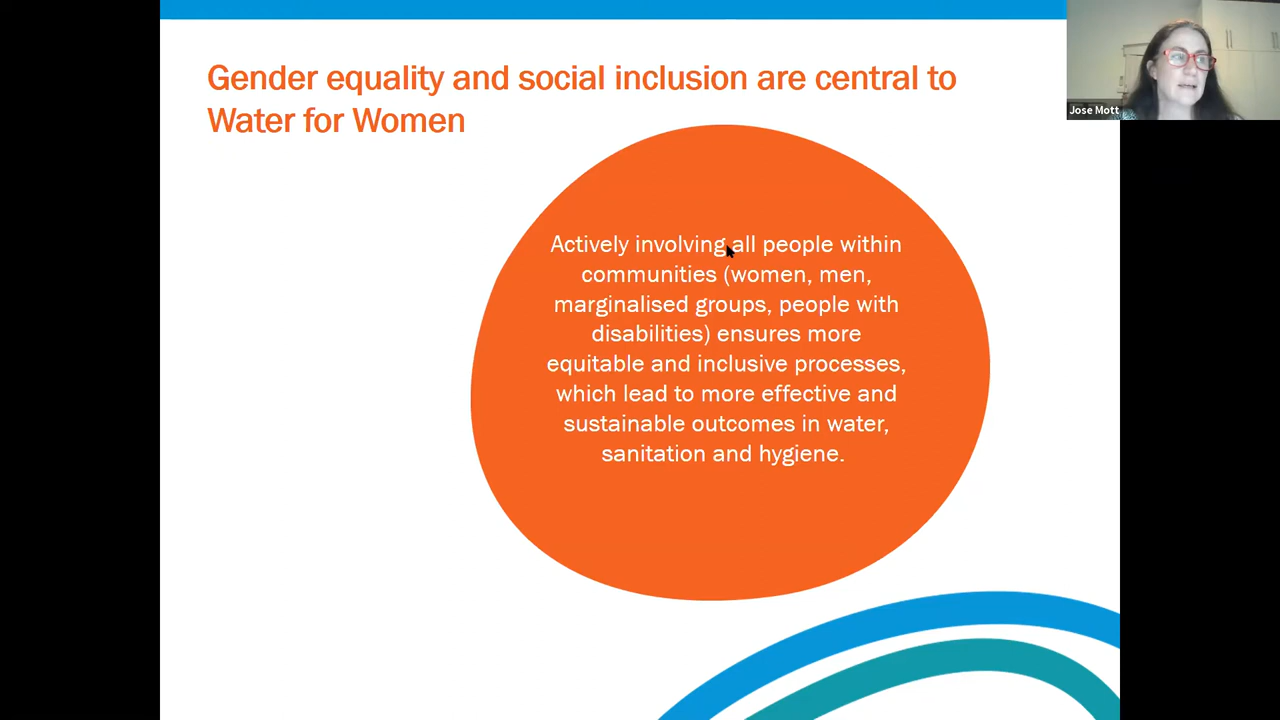 Gender equality and social inclusion are central to
Water for Women
Jose Mott
Actively involving all people within
communities (women, men,
marginalised groups, people with
disabilities) ensures more
equitable and inclusive processes,
which lead to more effective and
sustainable outcomes in water,
sanitation and hygiene.